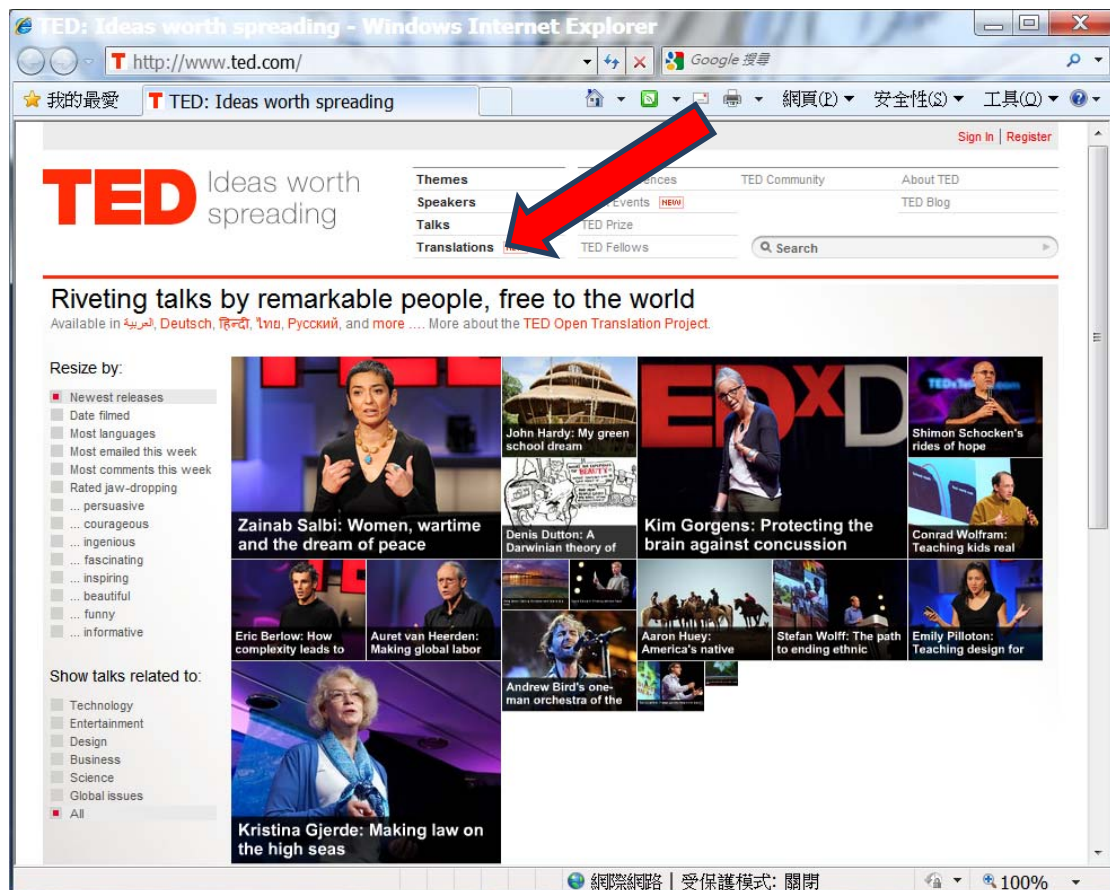 TED: Ideas worth spreading - Windows Internet Explorer
http://www.ted.com/
Google 搜尋
我的最愛
TED: Ideas worth spreading
網頁(P)
安全性(S)
工具(O)
Sign In | Register
TED Ideas worth
spreading
Themes
Speakers
Talks
Translations
ences
Events NEW
TED Prize
TED Fellows
TED Community
About TED
TED Blog
Search
Riveting talks by remarkable people, free to the world
Available in العربية, Deutsch, हिन्दी, ไทย, Русский, and more .... More about the TED Open Translation Project.
Resize by:
Newest releases
Date filmed
Most languages
Most emailed this week
Most comments this week
Rated jaw-dropping
... persuasive
... courageous
... ingenious
... fascinating
... inspiring
... beautiful
... funny
... informative
Show talks related to:
Technology
Entertainment
Design
Business
Science
Global issues
All
Zainab Salbi: Women, wartime
and the dream of peace
John Hardy: My green
school dream
Denis Dutton: A
Darwinian theory of
EDxD
Kim Gorgens: Protecting the
brain against concussion
Shimon Schocken's
rides of hope
Conrad Wolfram:
Teaching kids real
Eric Berlow: How
complexity leads to
Auret van Heerden:
Making global labor
Andrew Bird's one-
man orchestra of the
Aaron Huey:
America's native
Stefan Wolff: The path
to ending ethnic
Emily Pilloton:
Teaching design for
Kristina Gjerde: Making law on
the high seas
網際網路 | 受保護模式: 關閉
100%